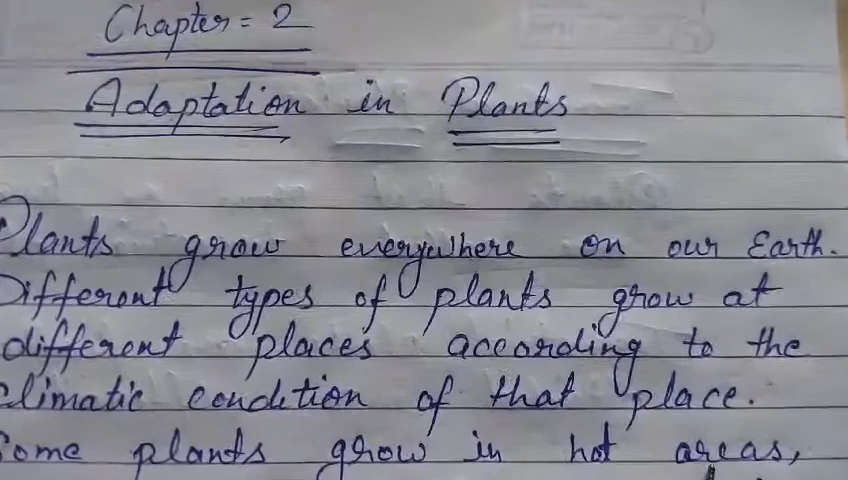 Chapter = 2
Adaptation in Plants
Plants grow everywhere on our Earth.
Different types of plants grow at
different places according to the
climatic condition of that place.
Some plants grow in hot areas,